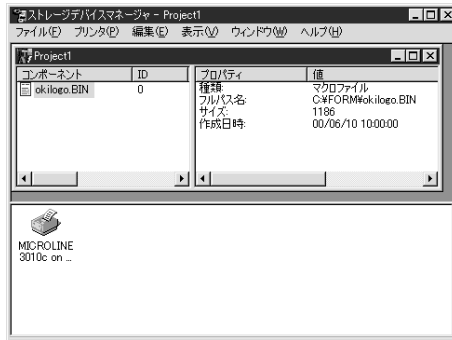 ストレージデバイスマネージャ - Project1
ファイル(F) プリンタ(P) 編集(E) 表示(V) ウィンドウ(W) ヘルプ(H)
Project1
コンポーネント ID プロパティ 値
okilogo.BIN 0 種類: マクロファイル
フルパス名: C:¥FORM¥okilogo.BIN
サイズ: 1186
作成日時: 00/06/10 10:00:00
MICROLINE
3010c on ...